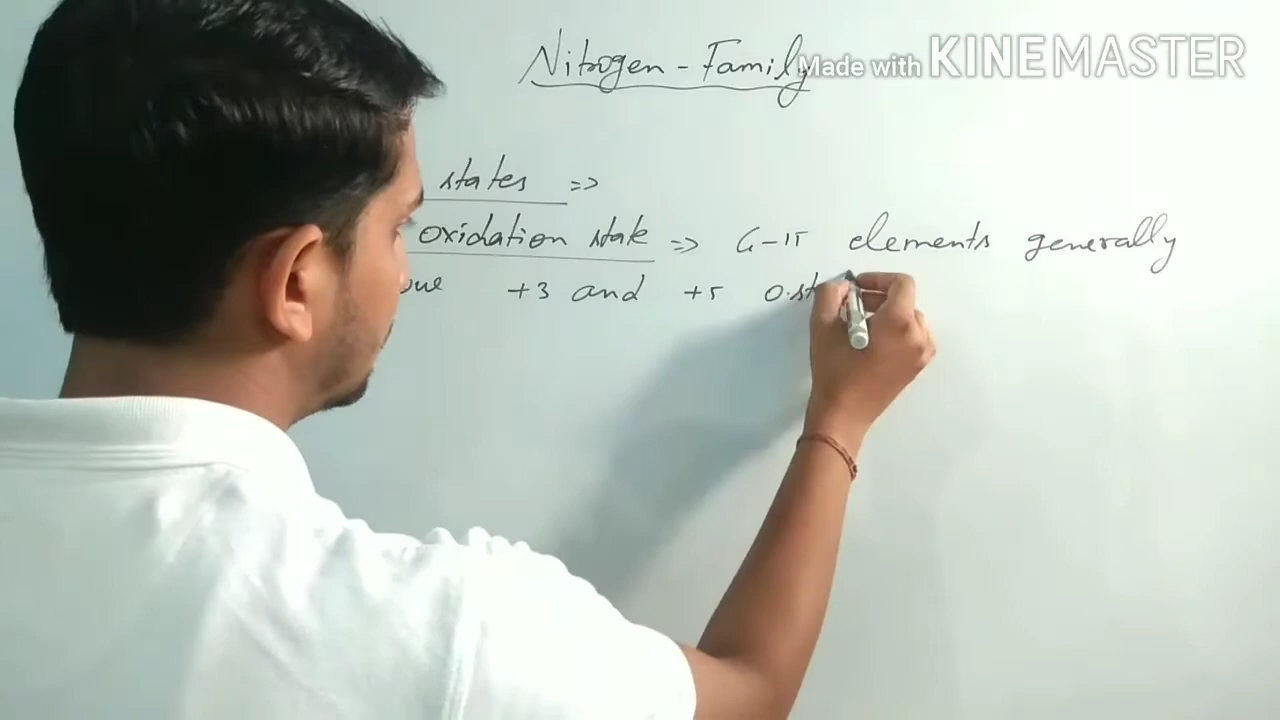 Nitrogen - Family
Made with KINEMASTER
states =>
oxidation state => G-15 elements generally
+3 and +5 o.st